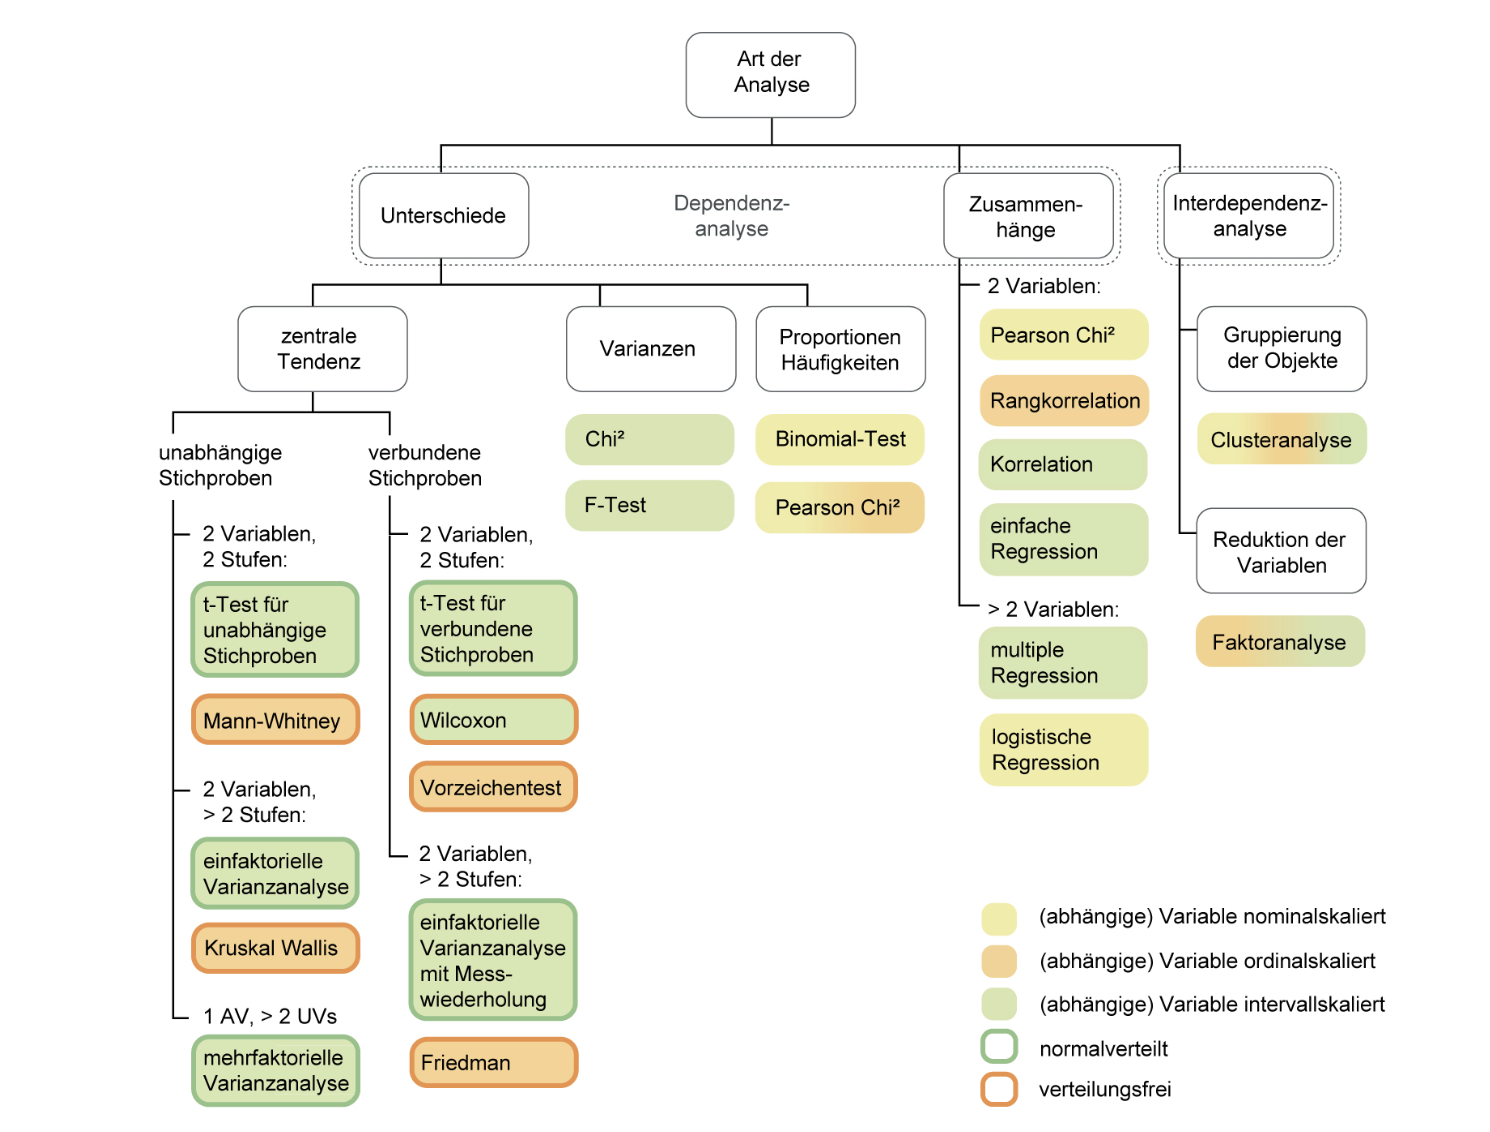 Art der
Analyse
Unterschiede
Dependenz-
analyse
Zusammen-
hänge
Interdependenz-
analyse
zentrale
Tendenz
Varianzen
Proportionen
Häufigkeiten
unabhängige
Stichproben
2 Variablen,
2 Stufen:
t-Test für
unabhängige
Stichproben
Mann-Whitney
2 Variablen,
> 2 Stufen:
einfaktorielle
Varianzanalyse
Kruskal Wallis
1 AV, > 2 UVs
mehrfaktorielle
Varianzanalyse
verbundene
Stichproben
2 Variablen,
2 Stufen:
t-Test für
verbundene
Stichproben
Wilcoxon
Vorzeichentest
2 Variablen,
> 2 Stufen:
einfaktorielle
Varianzanalyse
mit Mess-
wiederholung
Friedman
Chi²
F-Test
Binomial-Test
Pearson Chi²
2 Variablen:
Pearson Chi²
Rangkorrelation
Korrelation
einfache
Regression
> 2 Variablen:
multiple
Regression
logistische
Regression
Gruppierung
der Objekte
Clusteranalyse
Reduktion der
Variablen
Faktoranalyse
(abhängige) Variable nominalskaliert
(abhängige) Variable ordinalskaliert
(abhängige) Variable intervallskaliert
normalverteilt
verteilungsfrei